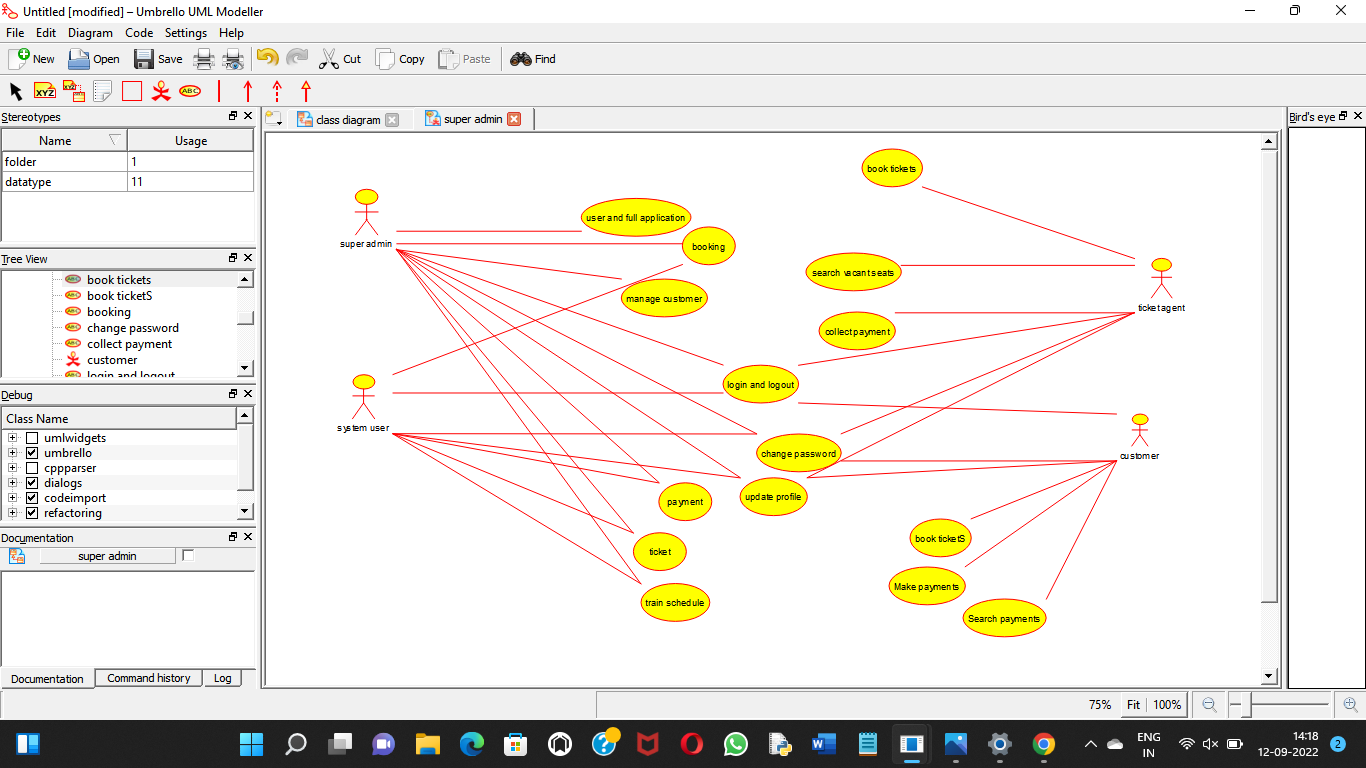 Untitled [modified] – Umbrello UML Modeller
File Edit Diagram Code Settings Help
New Open Save Cut Copy Paste Find
XYZ XYZ ABC
Stereotypes
Name Usage
folder 1
datatype 11
Tree View
book tickets
book ticketS
booking
change password
collect payment
customer
login and logout
Debug
Class Name
umlwidgets
umbrello
cppparser
dialogs
codeimport
refactoring
Documentation
super admin
Documentation Command history Log
class diagram super admin
Bird's eye
super admin
user and full application
booking
manage customer
book tickets
search vacant seats
collect payment
ticket agent
login and logout
system user
change password
customer
update profile
payment
ticket
train schedule
book ticketS
Make payments
Search payments
75% Fit 100%
ENG
IN
14:18
12-09-2022
2